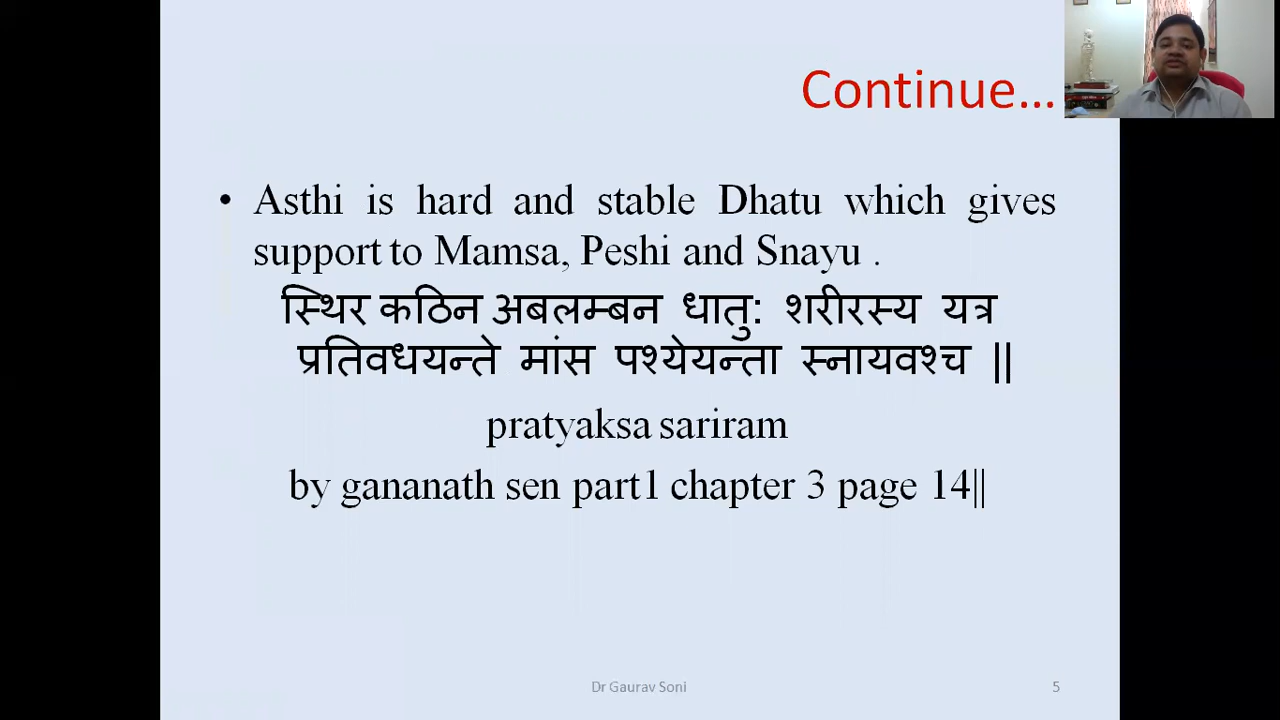 Continue...
• Asthi is hard and stable Dhatu which gives
support to Mamsa, Peshi and Snayu .
स्थिर कठिन अबलम्बन धातु: शरीरस्य यत्र
प्रतिवधयन्ते मांस पश्येयन्ता स्नायवश्च ||
pratyaksa sariram
by gananath sen part1 chapter 3 page 14||
Dr Gaurav Soni
5